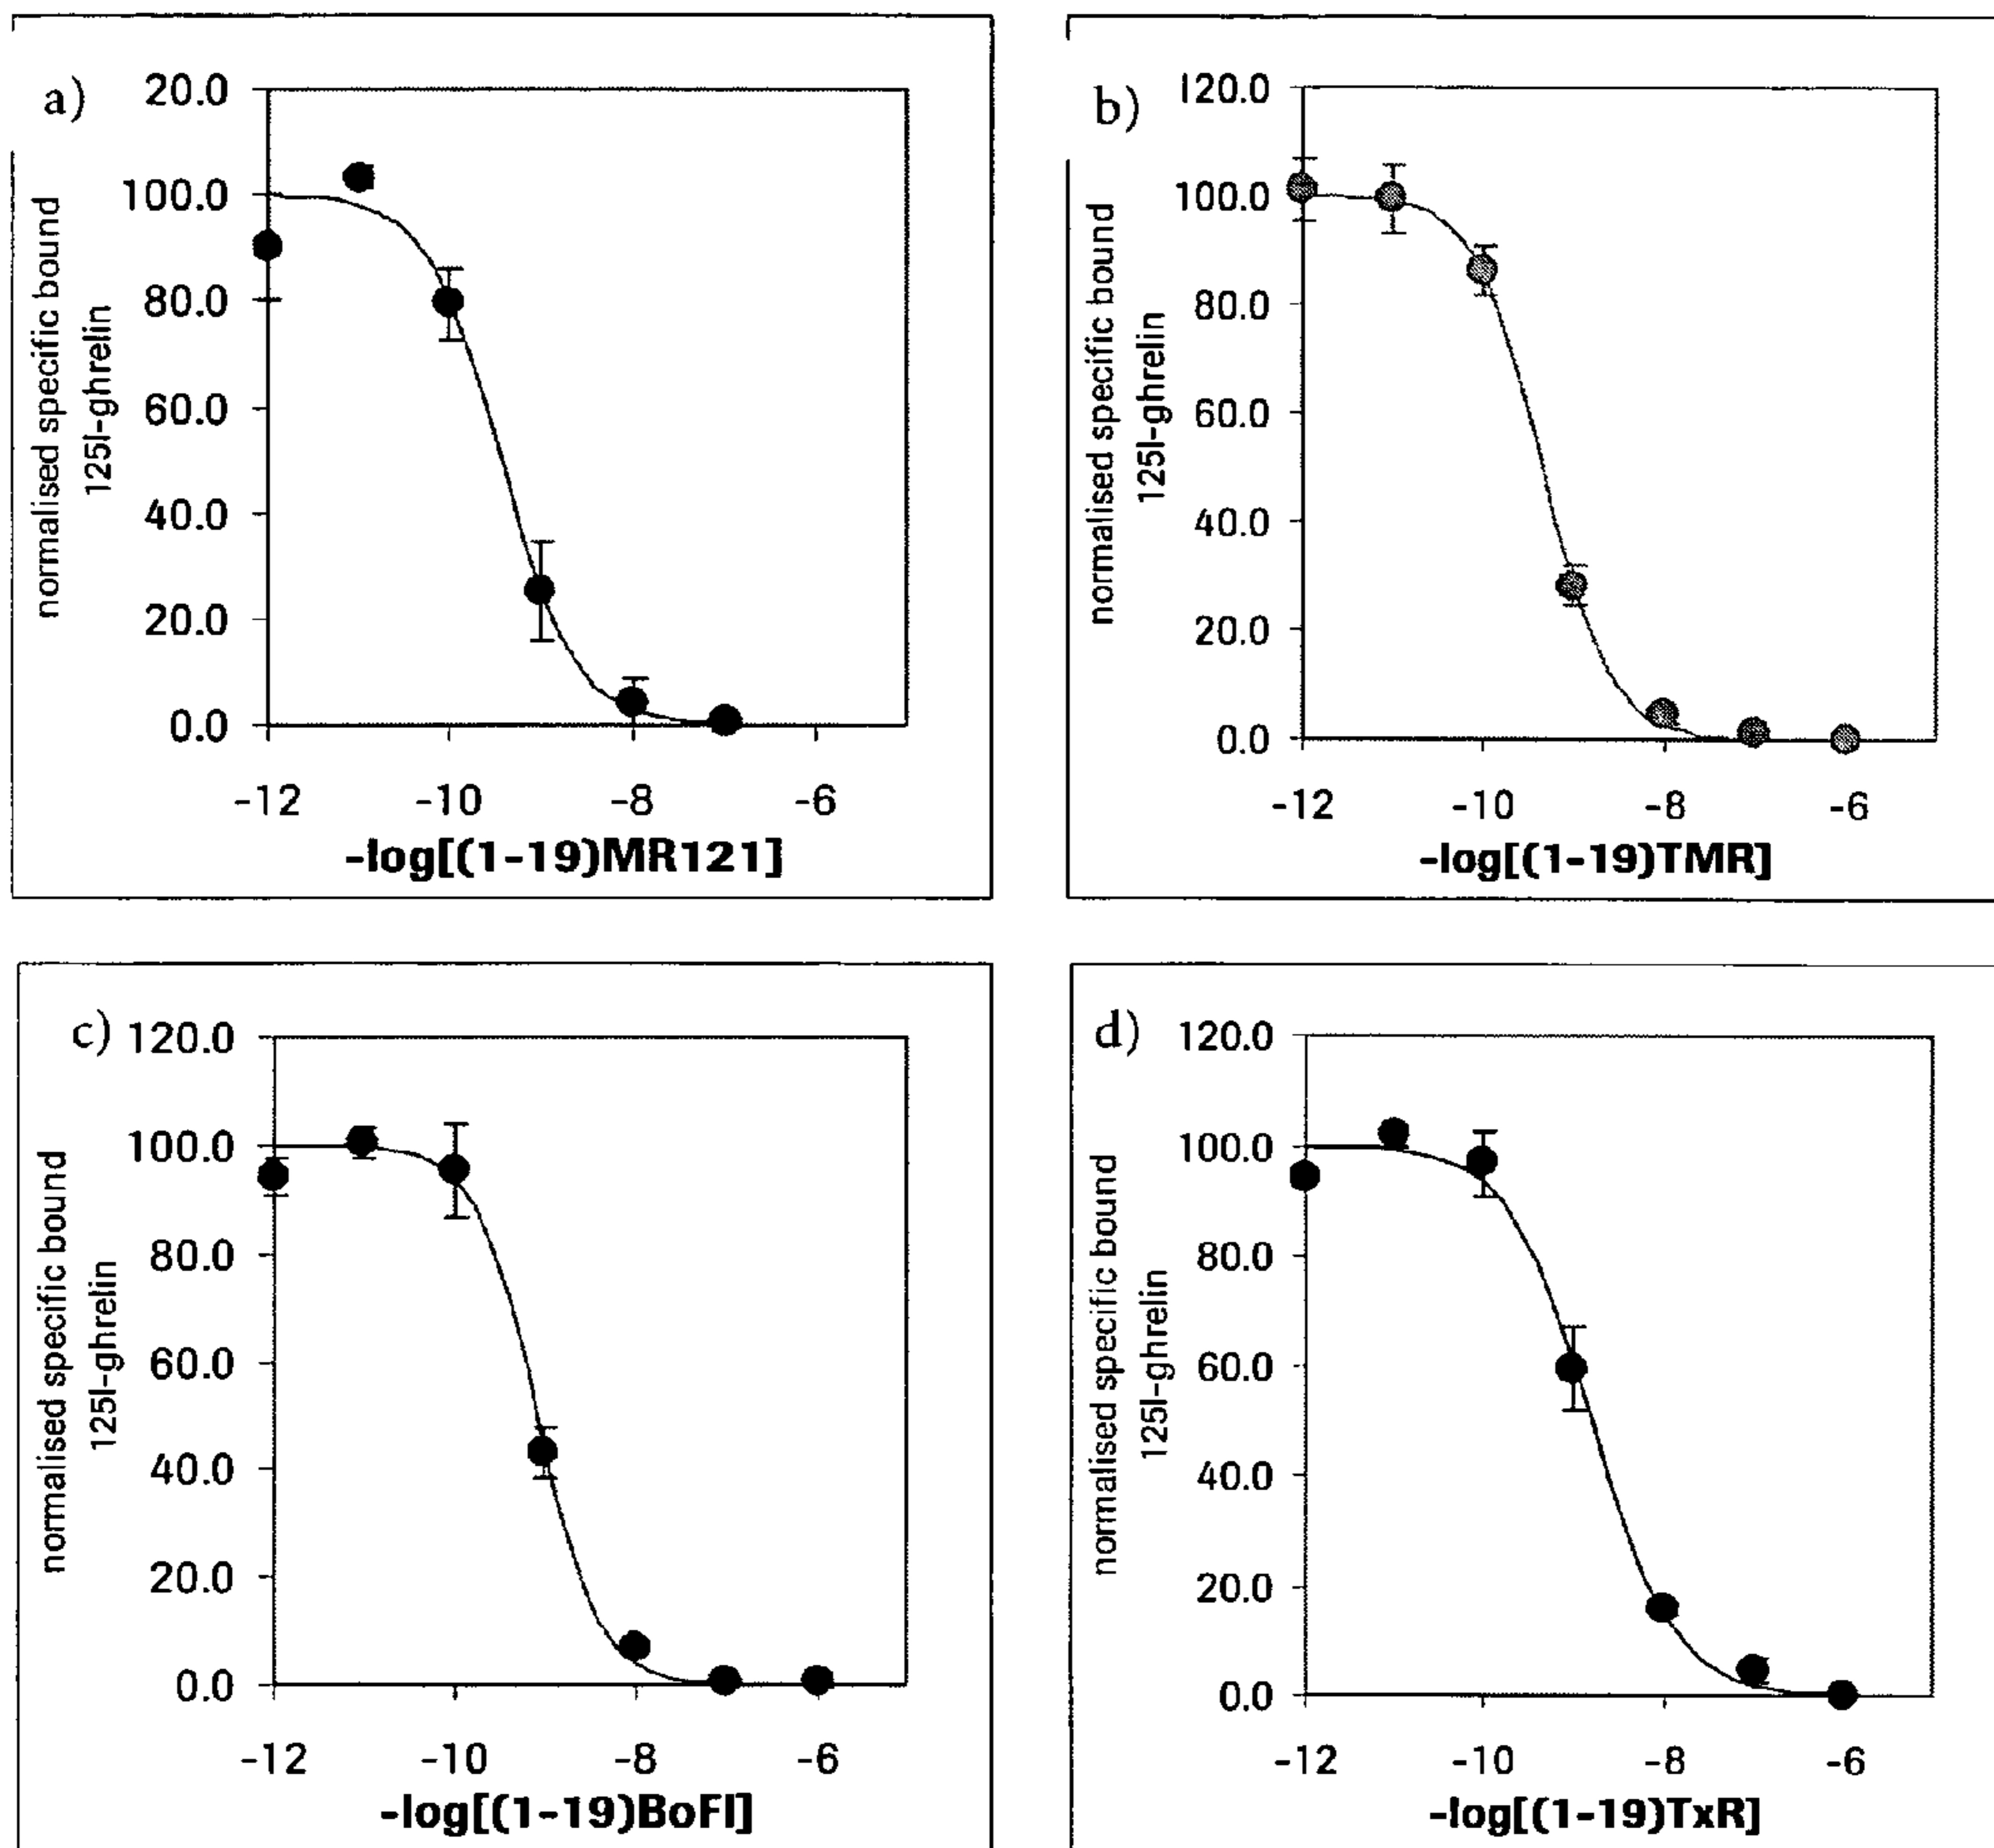 a)
20.0
100.0
80.0
60.0
40.0
20.0
0.0
normalised specific bound
125I-ghrelin
-12 -10 -8 -6
-log[(1-19)MR121]
b)
120.0
100.0
80.0
60.0
40.0
20.0
0.0
normalised specific bound
125I-ghrelin
-12 -10 -8 -6
-log[(1-19)TMR]
c)
120.0
100.0
80.0
60.0
40.0
20.0
0.0
normalised specific bound
125I-ghrelin
-12 -10 -8 -6
-log[(1-19)BoFl]
d)
120.0
100.0
80.0
60.0
40.0
20.0
0.0
normalised specific bound
125I-ghrelin
-12 -10 -8 -6
-log[(1-19)TxR]